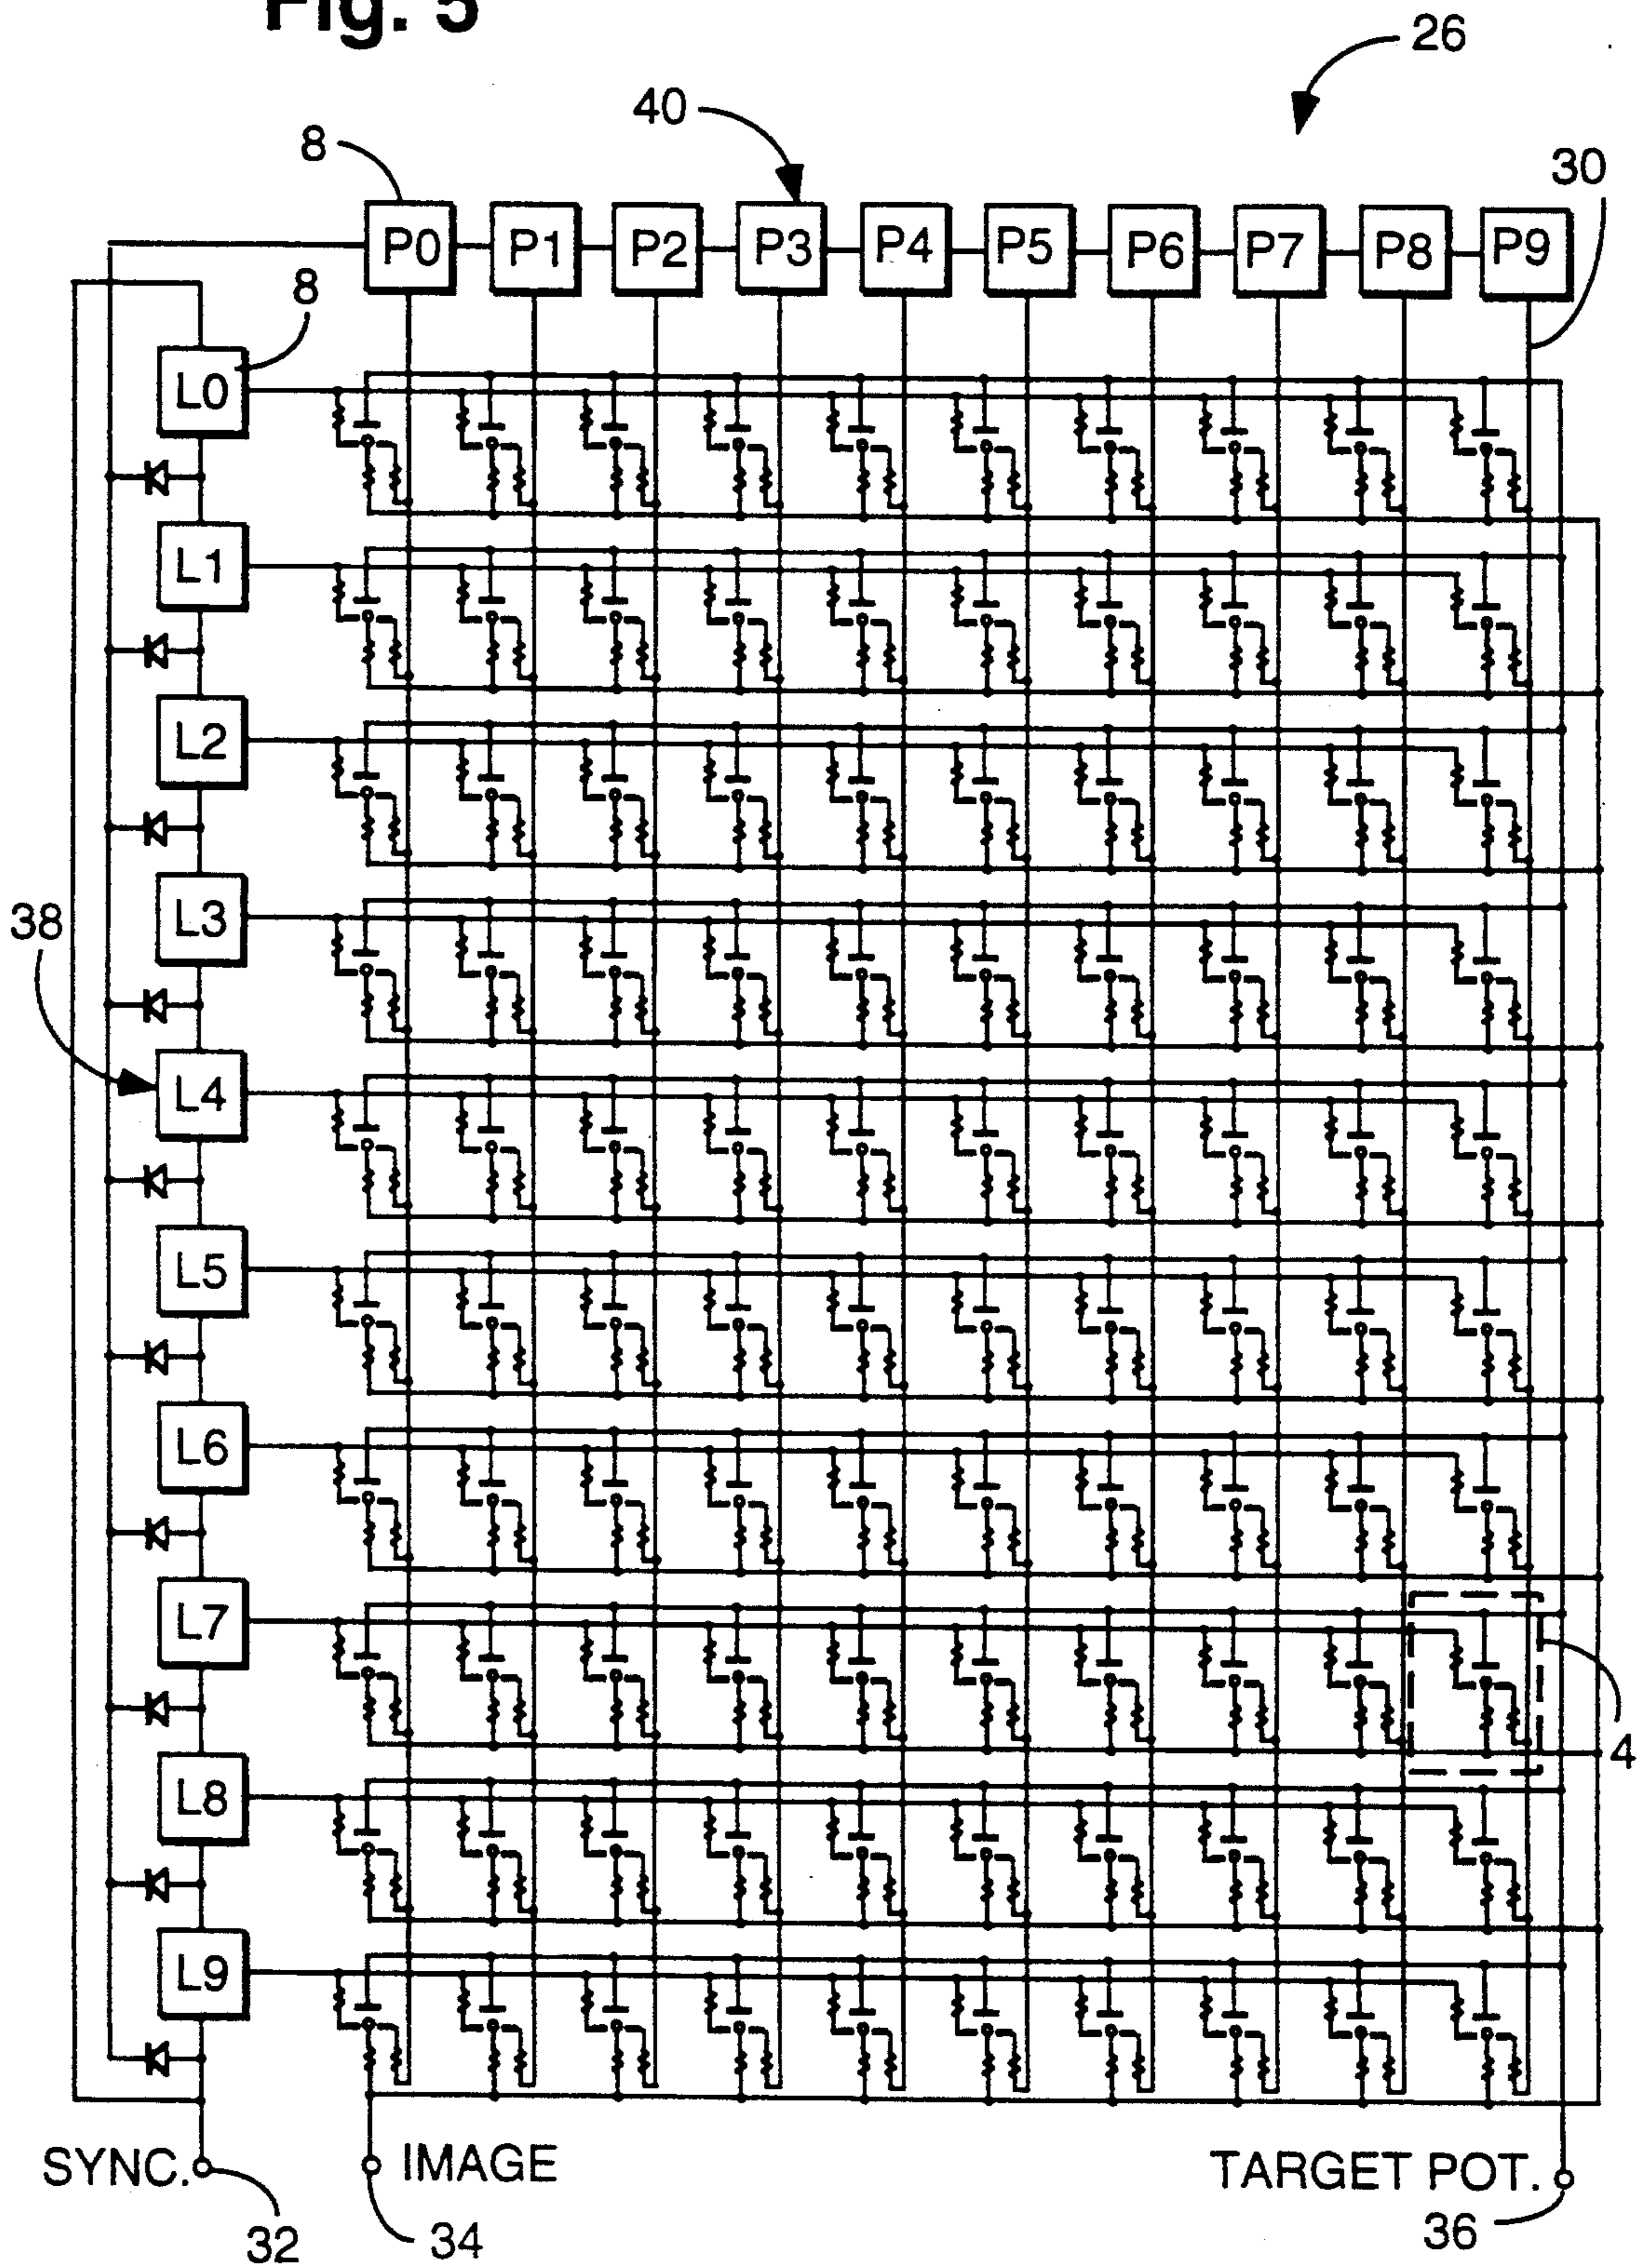 Fig. 5
26
40
8
30
P0 P1 P2 P3 P4 P5 P6 P7 P8 P9
8
L0
L1
L2
L3
38
L4
L5
L6
L7
4
L8
L9
SYNC. IMAGE TARGET POT.
32 34 36